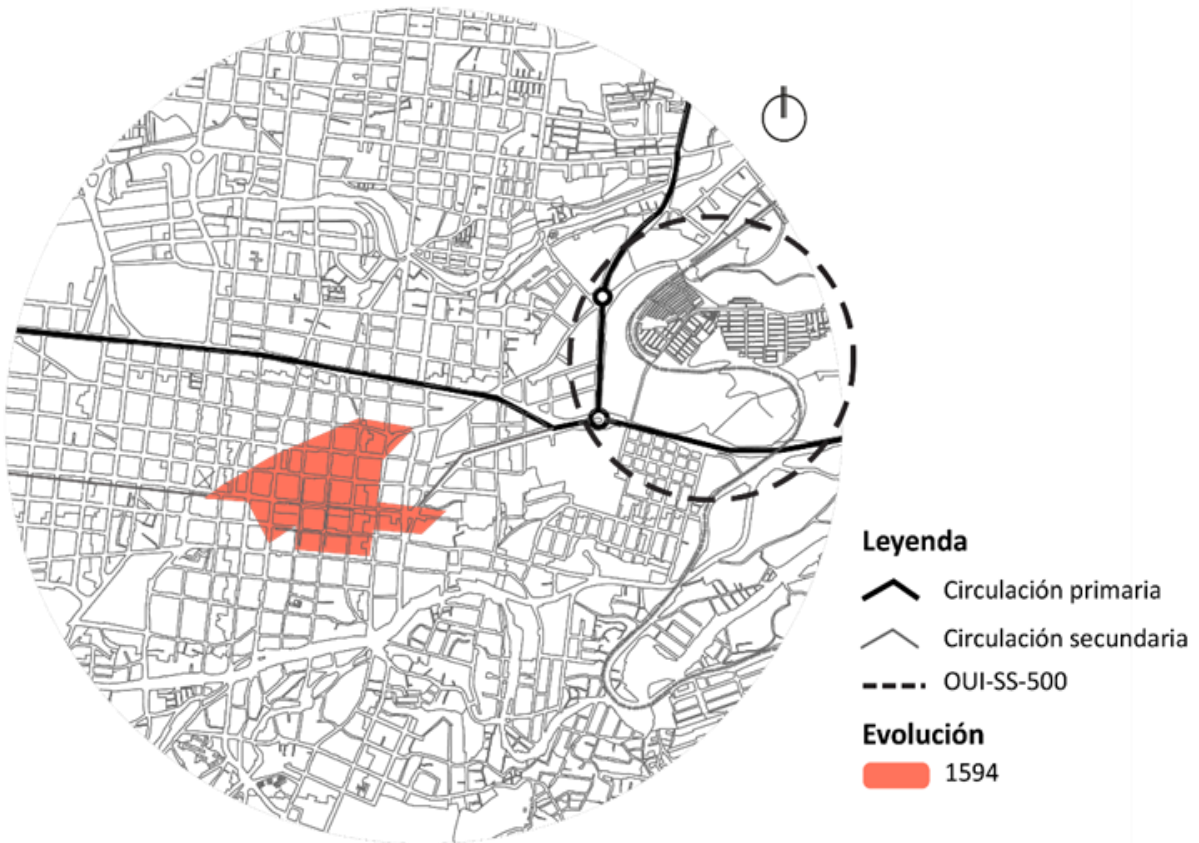 Leyenda
Circulación primaria
Circulación secundaria
OUI-SS-500
Evolución
1594